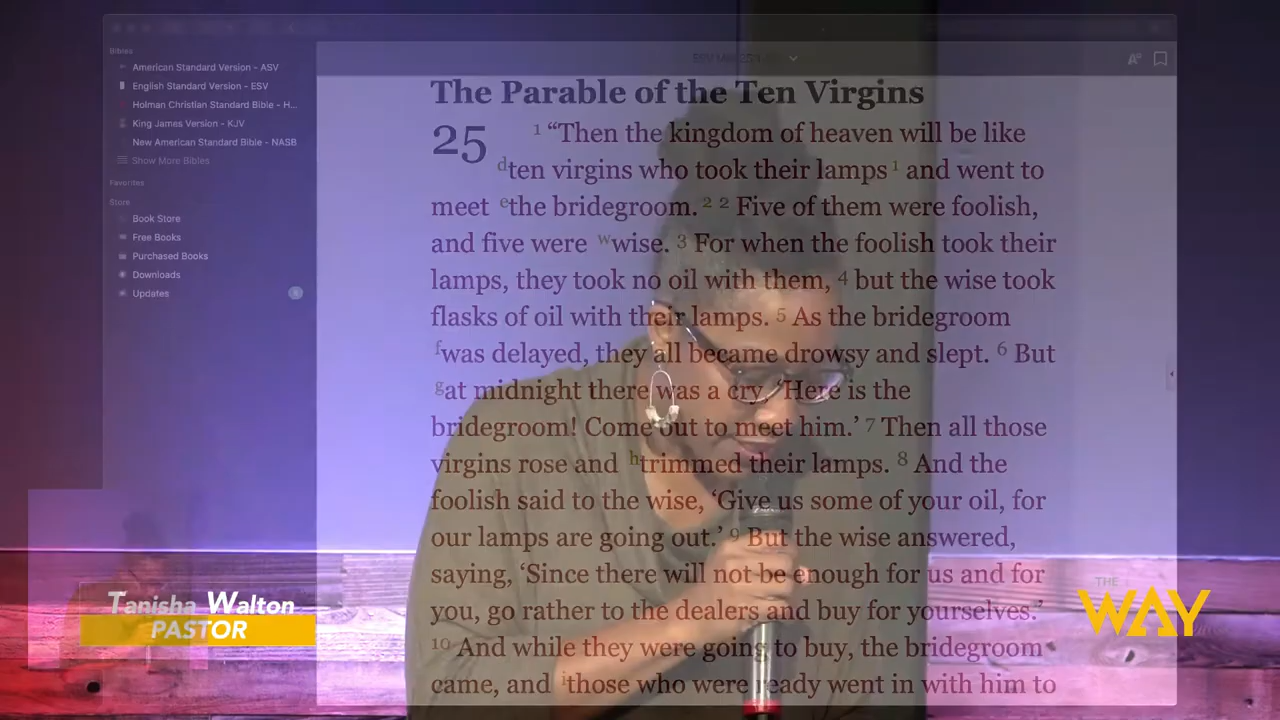 ESV
Bibles
American Standard Version - ASV
English Standard Version - ESV
Holman Christian Standard Bible - H...
King James Version - KJV
New American Standard Bible - NASB
Show More Bibles
Favorites
Store
Book Store
Free Books
Purchased Books
Downloads
Updates
The Parable of the Ten Virgins
25 1 “Then the kingdom of heaven will be like
d ten virgins who took their lamps 1 and went to
meet e the bridegroom. 2 2 Five of them were foolish,
and five were w wise. 3 For when the foolish took their
lamps, they took no oil with them, 4 but the wise took
flasks of oil with their lamps. 5 As the bridegroom
f was delayed, they all became drowsy and slept. 6 But
g at midnight there was a cry, ‘Here is the
bridegroom! Come out to meet him.’ 7 Then all those
virgins rose and h trimmed their lamps. 8 And the
foolish said to the wise, ‘Give us some of your oil, for
our lamps are going out.’ 9 But the wise answered,
saying, ‘Since there will not be enough for us and for
you, go rather to the dealers and buy for yourselves.’
10 And while they were going to buy, the bridegroom
came, and i those who were ready went in with him to
Tanisha Walton
PASTOR
THE
WAY